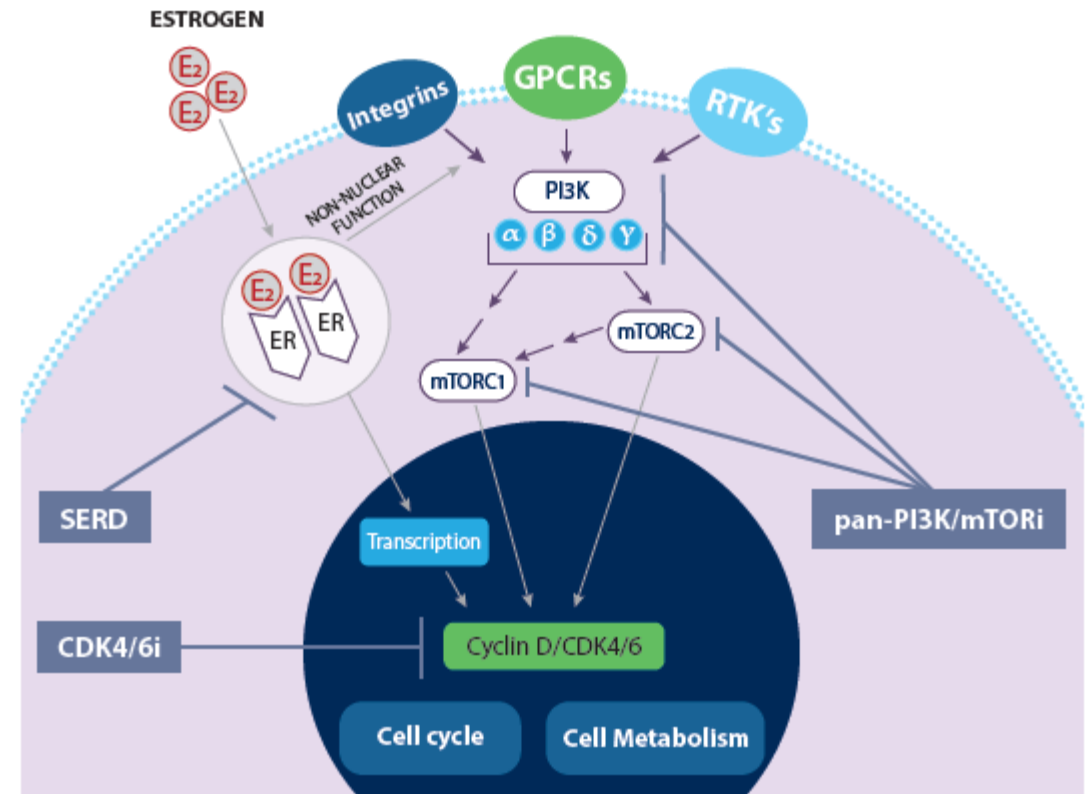 ESTROGEN
E2
E2
E2
Integrins
GPCRs
RTK's
NON-NUCLEAR
FUNCTION
PI3K
α β δ γ
E2
E2
ER
ER
mTORC2
mTORC1
SERD
pan-PI3K/mTORi
Transcription
CDK4/6i
Cyclin D/CDK4/6
Cell cycle
Cell Metabolism